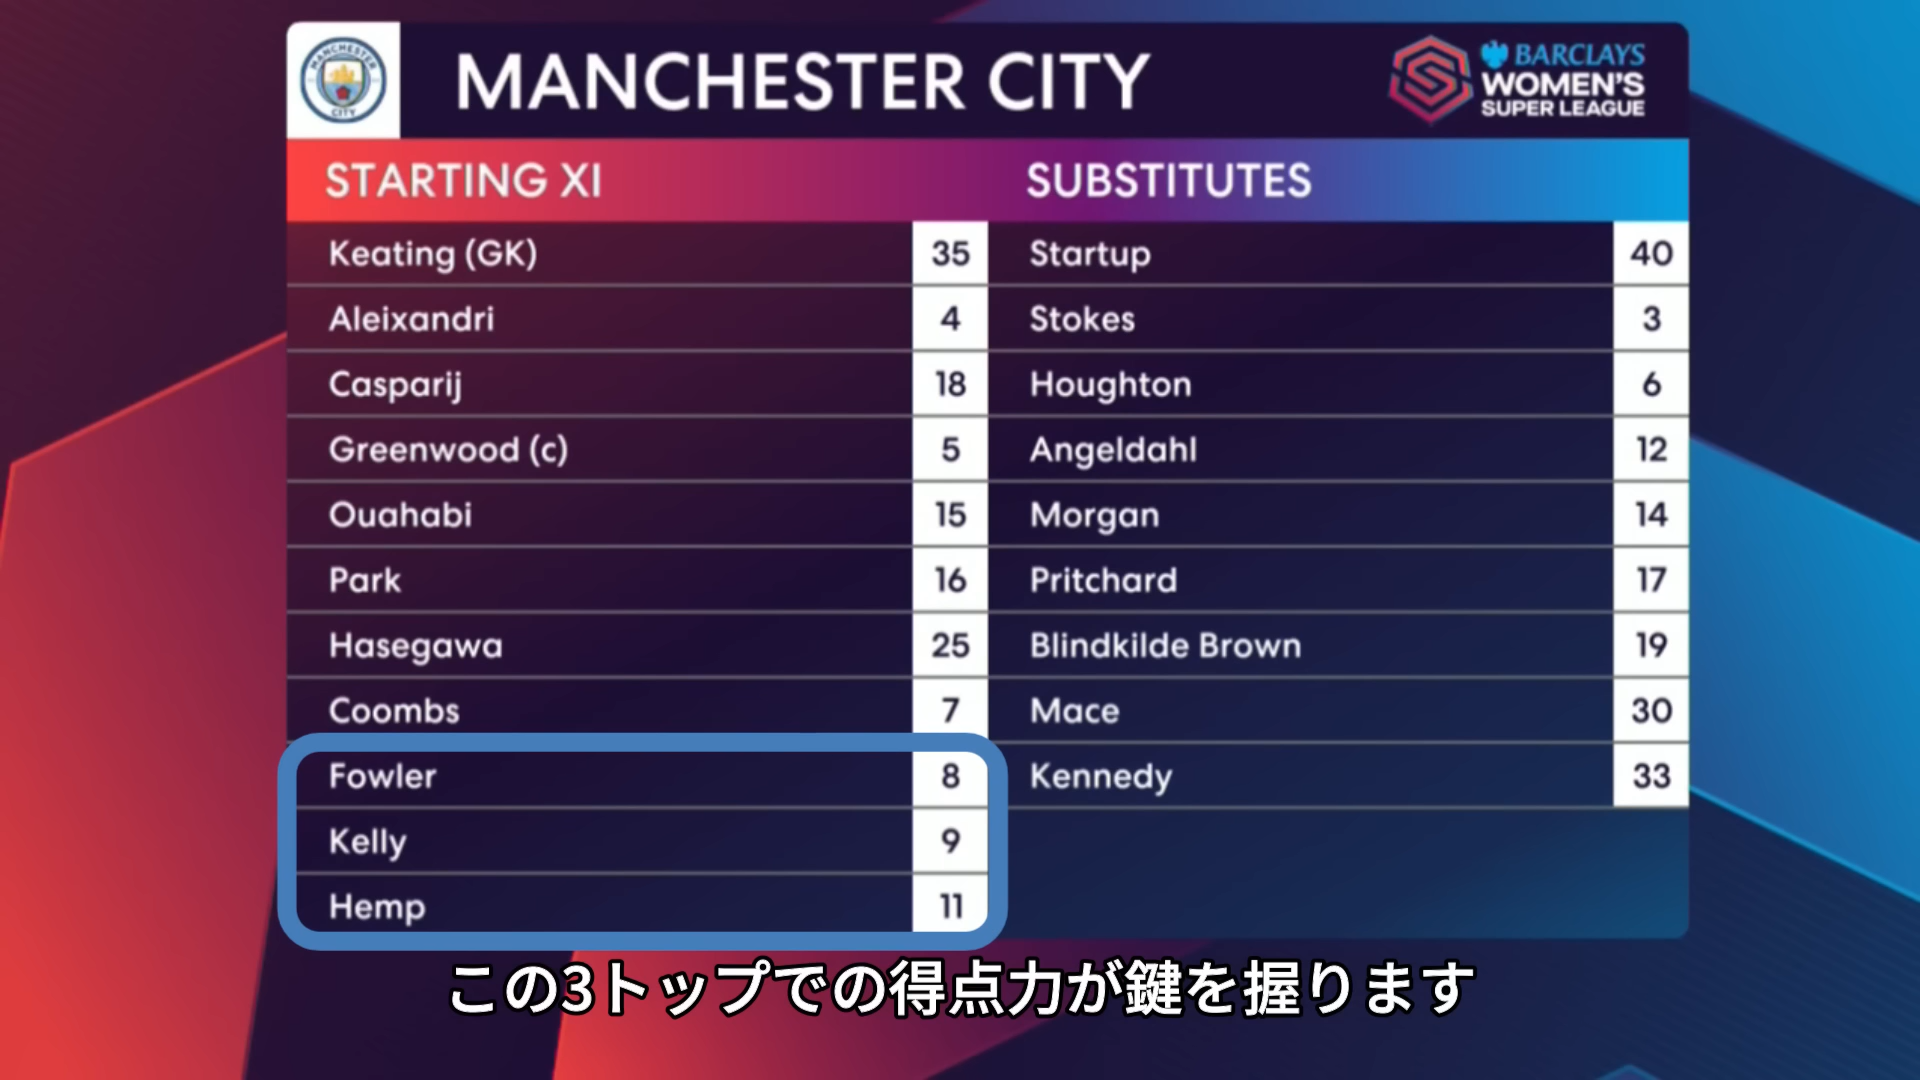 MANCHESTER CITY
MANCHESTER CITY
BARCLAYS
WOMEN'S
SUPER LEAGUE
STARTING XI
Keating (GK) 35
Aleixandri 4
Casparij 18
Greenwood (c) 5
Ouahabi 15
Park 16
Hasegawa 25
Coombs 7
Fowler 8
Kelly 9
Hemp 11
SUBSTITUTES
Startup 40
Stokes 3
Houghton 6
Angeldahl 12
Morgan 14
Pritchard 17
Blindkilde Brown 19
Mace 30
Kennedy 33
この3トップでの得点力が鍵を握ります